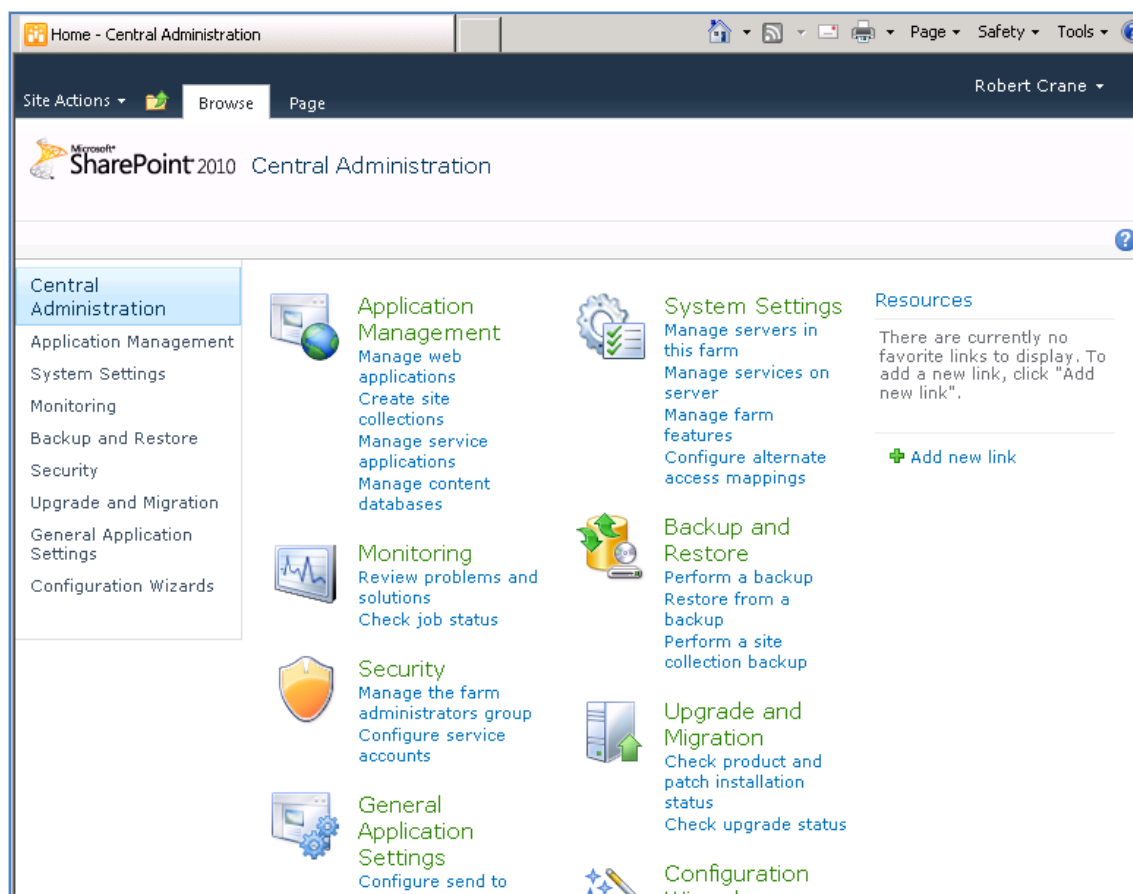 Home - Central Administration
Page
Safety
Tools
Robert Crane
Site Actions
Browse
Page
Microsoft
SharePoint 2010
Central Administration
Central
Administration
Application Management
System Settings
Monitoring
Backup and Restore
Security
Upgrade and Migration
General Application
Settings
Configuration Wizards
Application
Management
Manage web
applications
Create site
collections
Manage service
applications
Manage content
databases
Monitoring
Review problems and
solutions
Check job status
Security
Manage the farm
administrators group
Configure service
accounts
General
Application
Settings
Configure send to
System Settings
Manage servers in
this farm
Manage services on
server
Manage farm
features
Configure alternate
access mappings
Backup and
Restore
Perform a backup
Restore from a
backup
Perform a site
collection backup
Upgrade and
Migration
Check product and
patch installation
status
Check upgrade status
Configuration
Resources
There are currently no
favorite links to display. To
add a new link, click "Add
new link".
Add new link